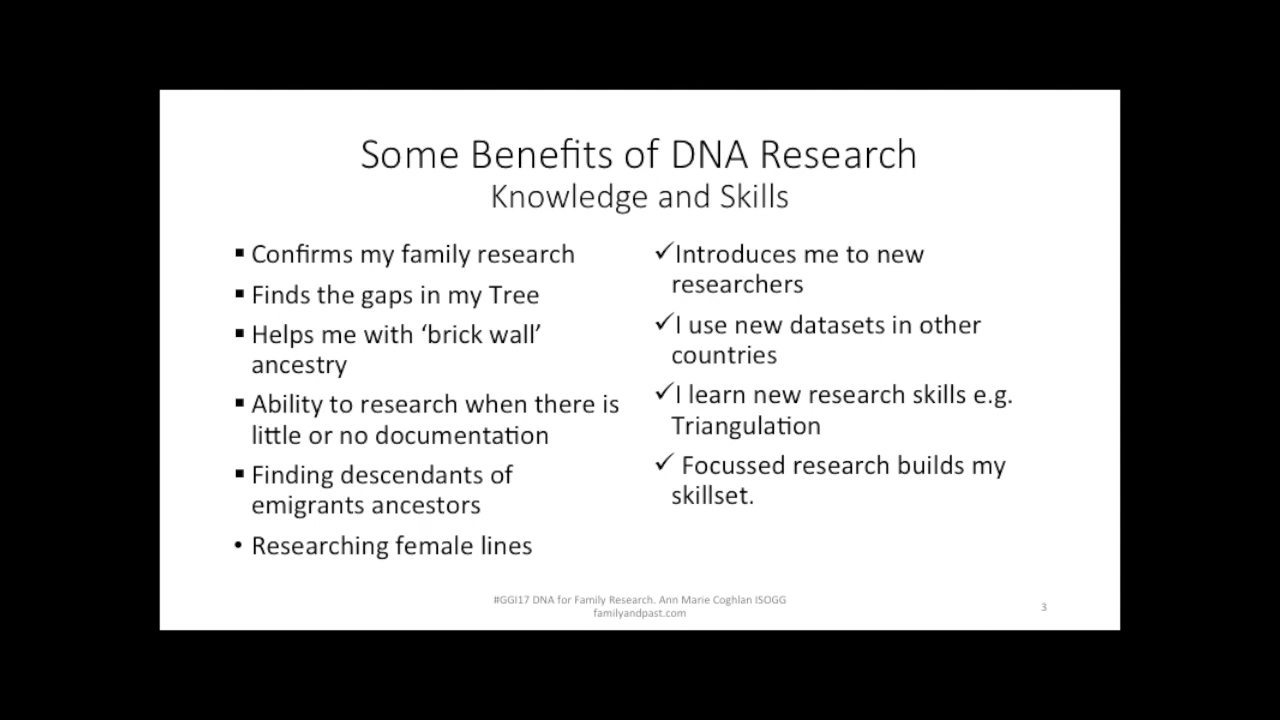 Some Benefits of DNA Research
Knowledge and Skills
▪ Confirms my family research
▪ Finds the gaps in my Tree
▪ Helps me with ‘brick wall’
ancestry
▪ Ability to research when there is
little or no documentation
▪ Finding descendants of
emigrants ancestors
• Researching female lines
✓Introduces me to new
researchers
✓I use new datasets in other
countries
✓I learn new research skills e.g.
Triangulation
✓ Focussed research builds my
skillset.
#GGI17 DNA for Family Research. Ann Marie Coghlan ISOGG
familyandpast.com
3